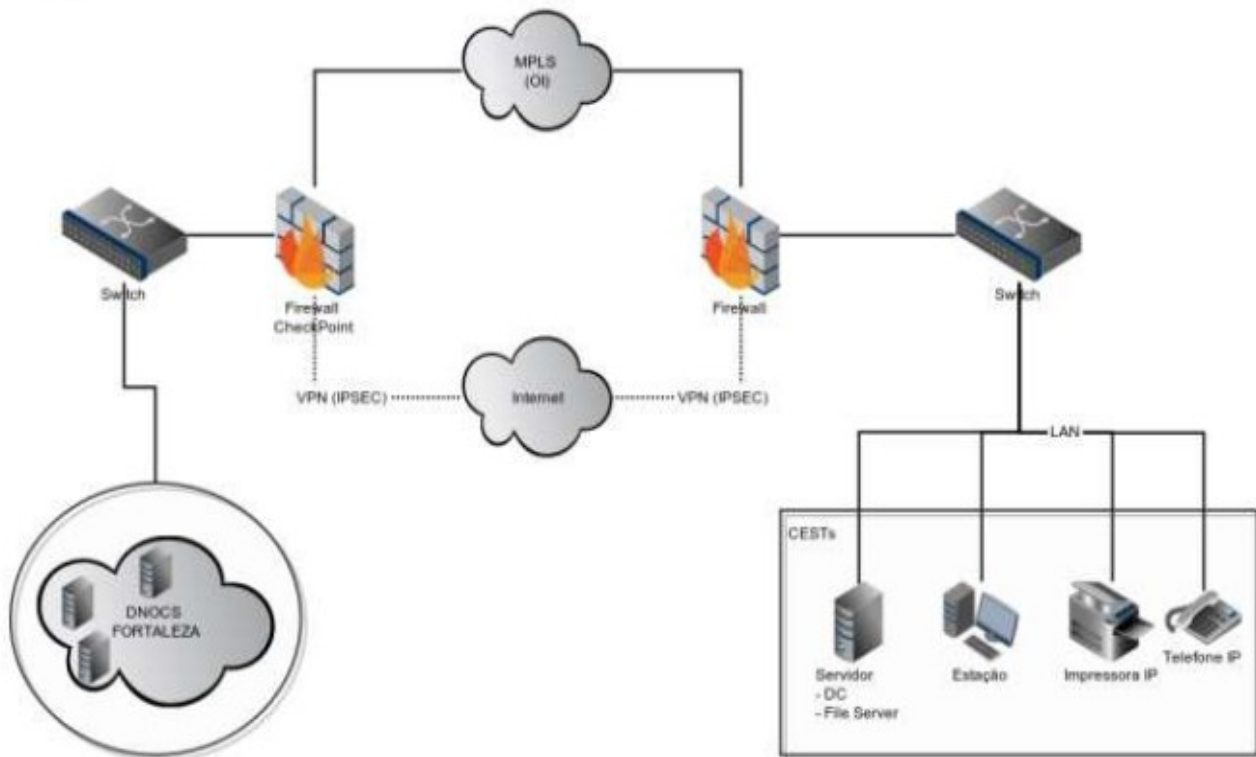 MPLS
(OI)
Switch
Firewall
CheckPoint
Firewall
Switch
VPN (IPSEC)
Internet
VPN (IPSEC)
LAN
CESTs
DNOCS
FORTALEZA
Servidor
- DC
- File Server
Estação
Impressora IP
Telefone IP